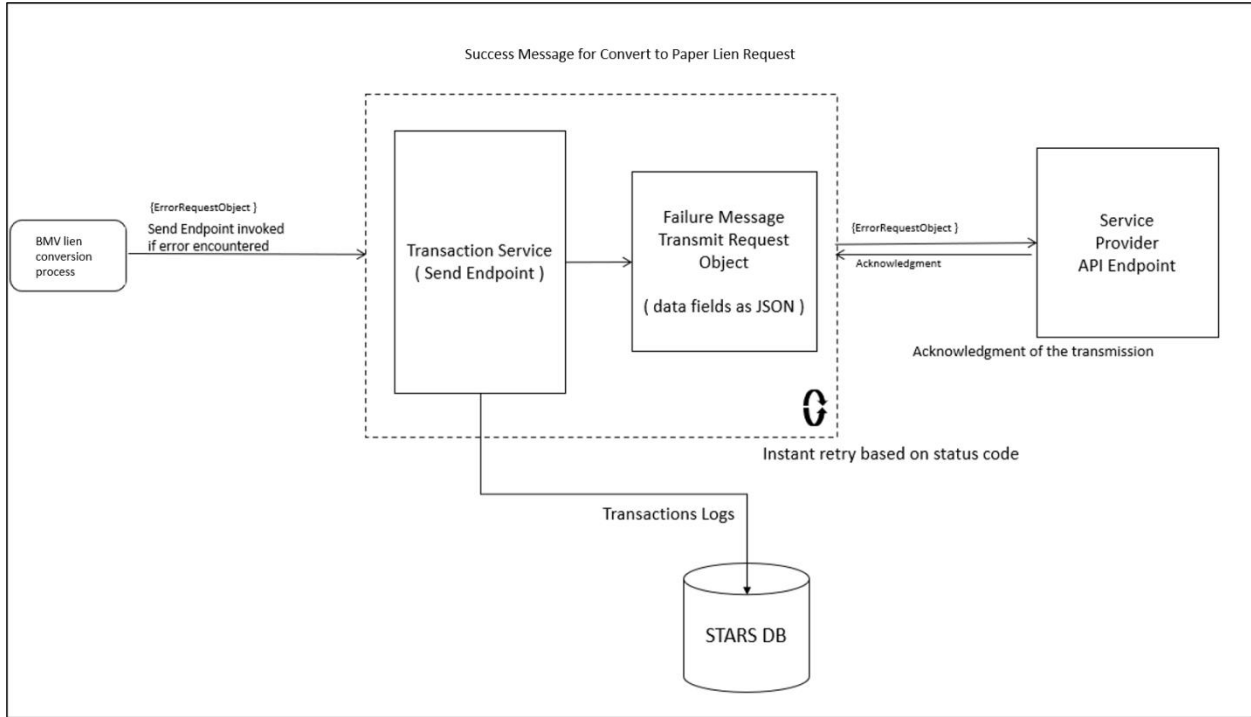 Success Message for Convert to Paper Lien Request
BMV lien
conversion
process
{ErrorRequestObject }
Send Endpoint invoked
if error encountered
Transaction Service
( Send Endpoint )
Failure Message
Transmit Request
Object
( data fields as JSON )
{ErrorRequestObject }
Acknowledgment
Service
Provider
API Endpoint
Acknowledgment of the transmission
Instant retry based on status code
Transactions Logs
STARS DB